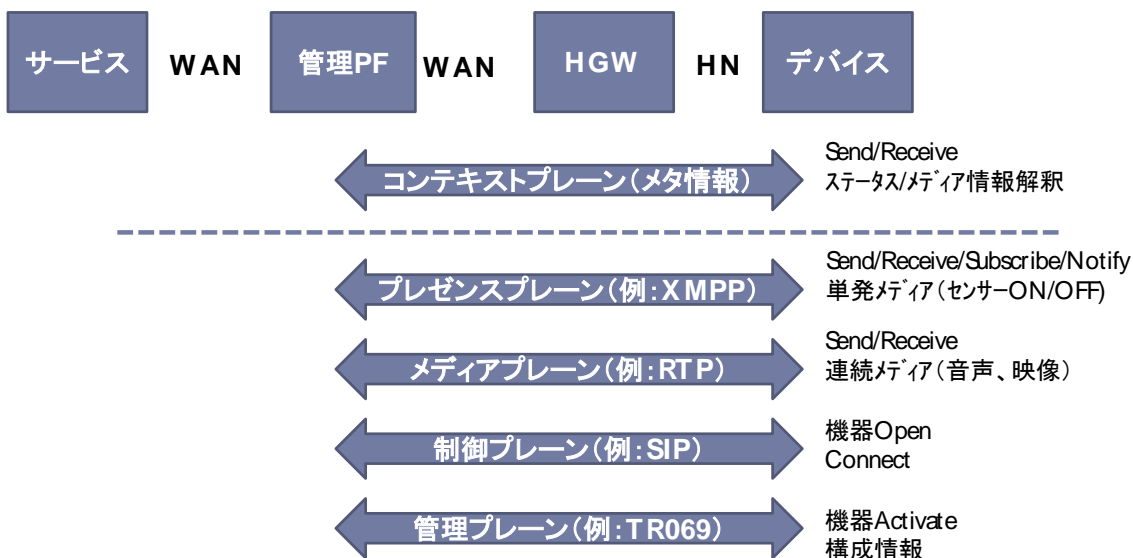 サービス WAN 管理PF WAN HGW HN デバイス
コンテキストプレーン(メタ情報)
Send/Receive
ステータス/メディア情報解釈
プレゼンスプレーン(例:XMPP)
Send/Receive/Subscribe/Notify
単発メディア(センサーON/OFF)
メディアプレーン(例:RTP)
Send/Receive
連続メディア(音声、映像)
制御プレーン(例:SIP)
機器Open
Connect
管理プレーン(例:TR069)
機器Activate
構成情報